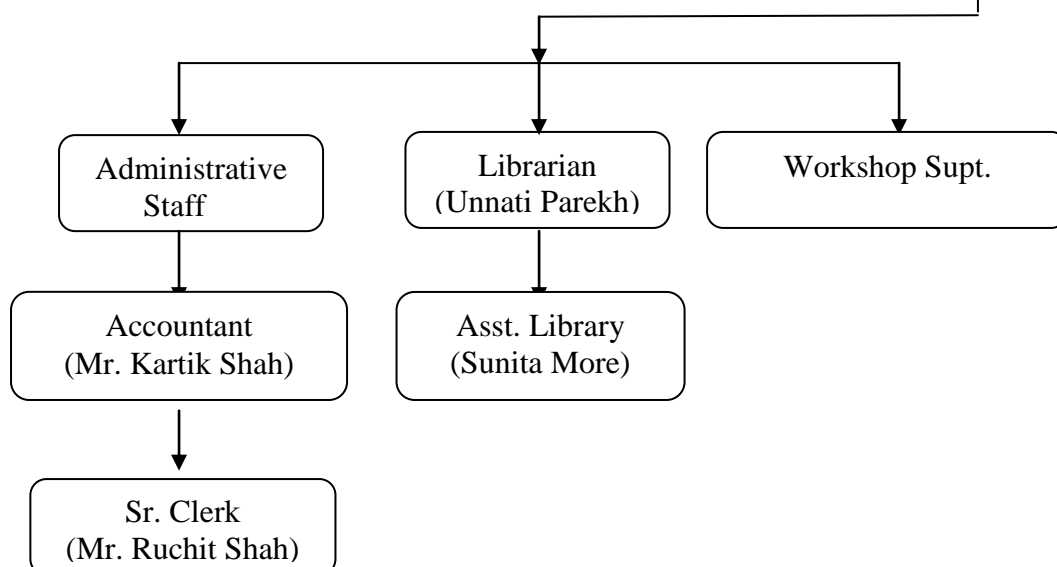 Administrative
Staff
Librarian
(Unnati Parekh)
Workshop Supt.
Accountant
(Mr. Kartik Shah)
Asst. Library
(Sunita More)
Sr. Clerk
(Mr. Ruchit Shah)